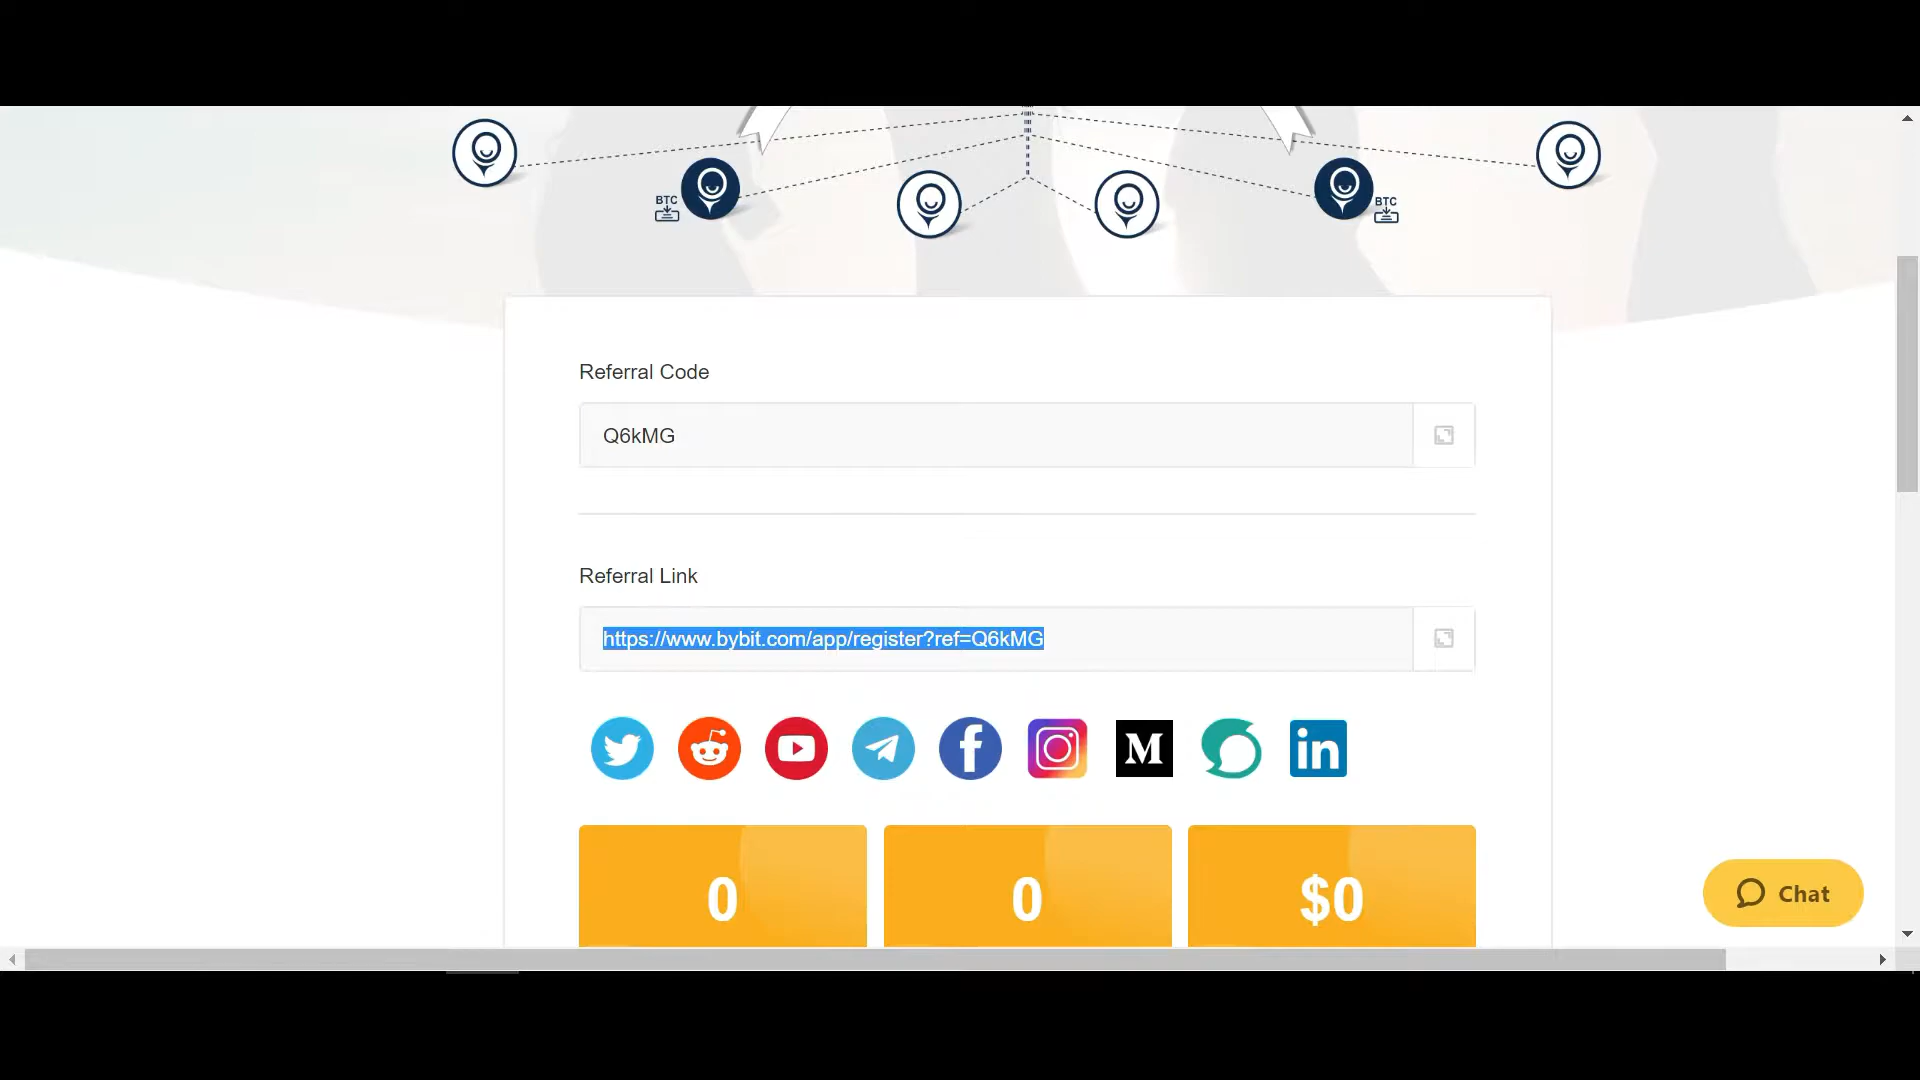 BTC
BTC
Referral Code
Q6kMG
Referral Link
https://www.bybit.com/app/register?ref=Q6kMG
M
in
0
0
$0
Chat